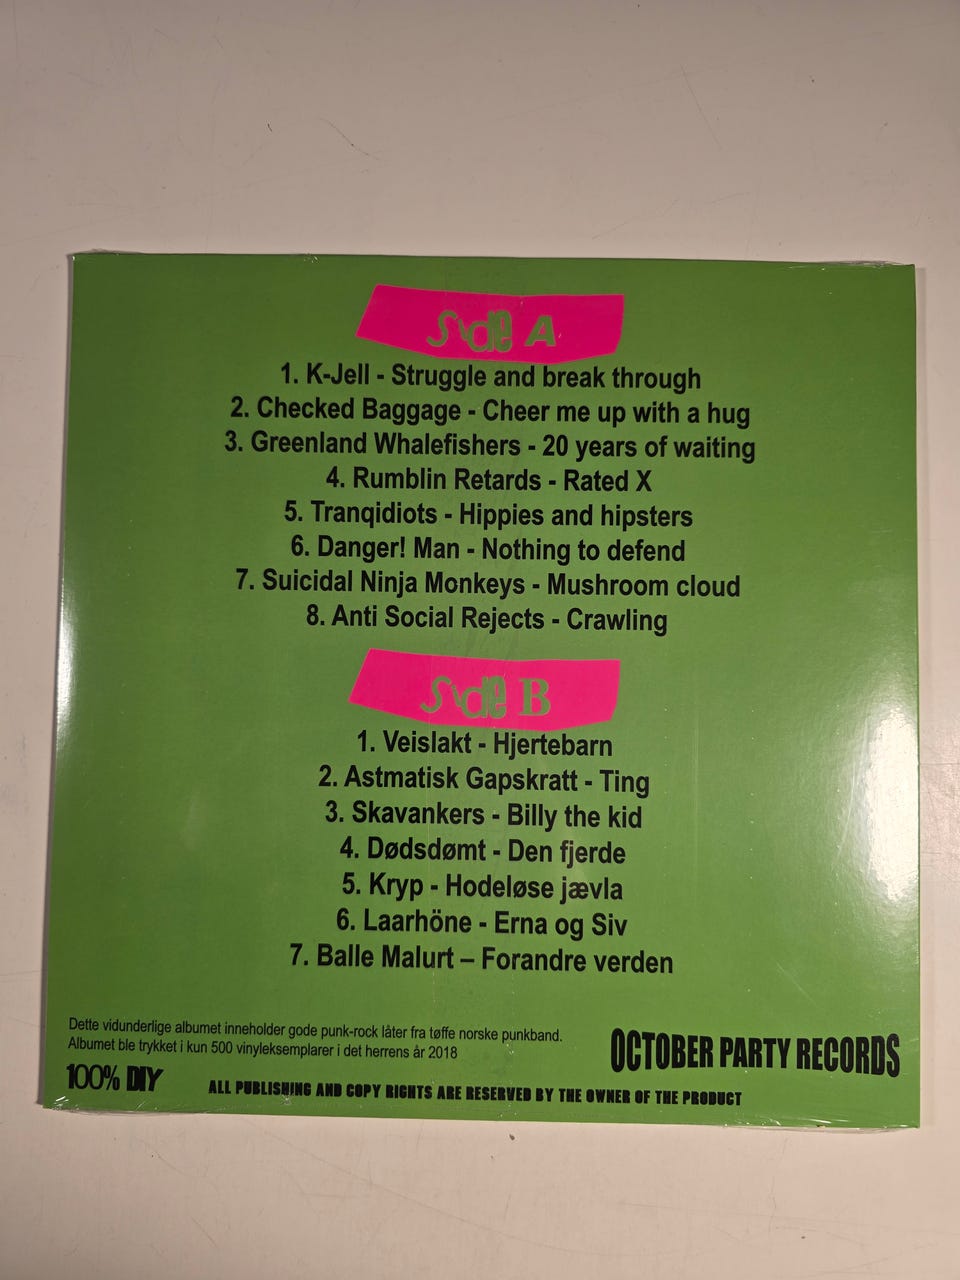 Side A
1. K-Jell - Struggle and break through
2. Checked Baggage - Cheer me up with a hug
3. Greenland Whalefishers - 20 years of waiting
4. Rumblin Retards - Rated X
5. Tranqidiots - Hippies and hipsters
6. Danger! Man - Nothing to defend
7. Suicidal Ninja Monkeys - Mushroom cloud
8. Anti Social Rejects - Crawling
Side B
1. Veislakt - Hjertebarn
2. Astmatisk Gapskratt - Ting
3. Skavankers - Billy the kid
4. Dødsdømt - Den fjerde
5. Kryp - Hodeløse jævla
6. Laarhöne - Erna og Siv
7. Balle Malurt – Forandre verden
Dette vidunderlige albumet inneholder gode punk-rock låter fra tøffe norske punkband.
Albumet ble trykket i kun 500 vinyleksemplarer i det herrens år 2018
OCTOBER PARTY RECORDS
100% DIY
ALL PUBLISHING AND COPY RIGHTS ARE RESERVED BY THE OWNER OF THE PRODUCT